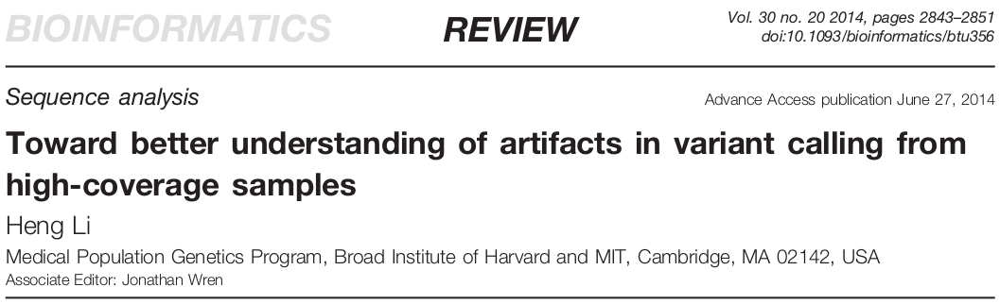 BIOINFORMATICS REVIEW Vol. 30 no. 20 2014, pages 2843–2851
doi:10.1093/bioinformatics/btu356
Sequence analysis Advance Access publication June 27, 2014
Toward better understanding of artifacts in variant calling from
high-coverage samples
Heng Li
Medical Population Genetics Program, Broad Institute of Harvard and MIT, Cambridge, MA 02142, USA
Associate Editor: Jonathan Wren